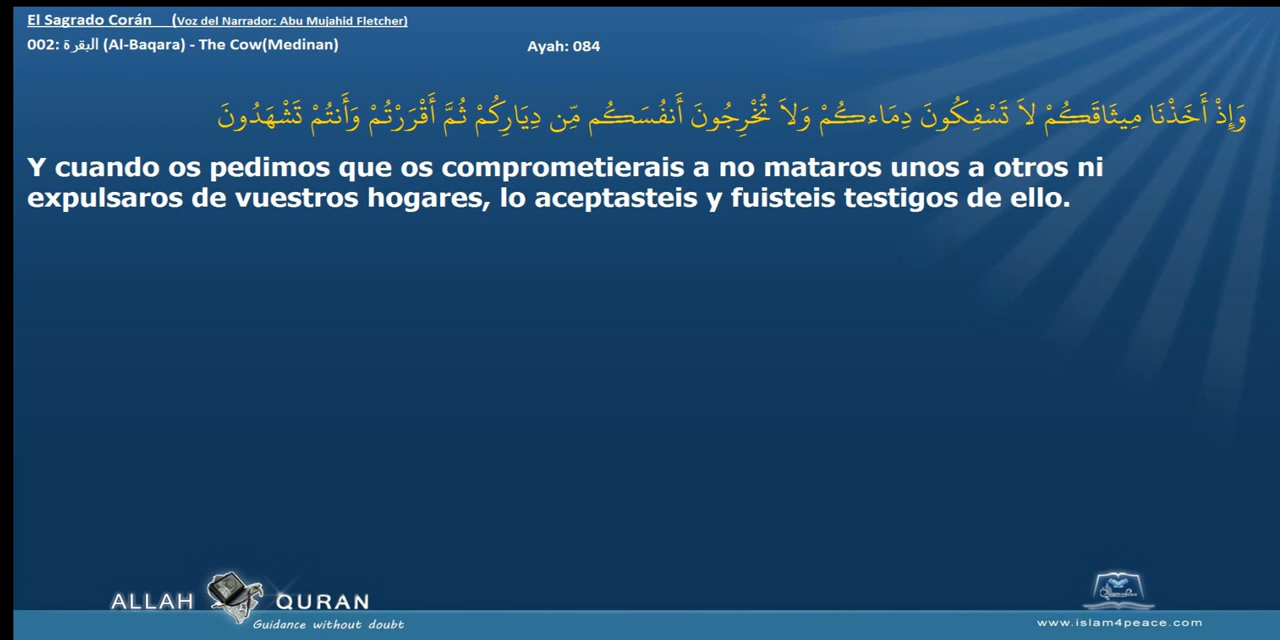 El Sagrado Corán (Voz del Narrador: Abu Mujahid Fletcher)
002: البقرة (Al-Baqara) - The Cow(Medinan)
Ayah: 084
وَإِذْ أَخَذْنَا مِيثَاقَكُمْ لاَ تَسْفِكُونَ دِمَاءكُمْ وَلاَ تُخْرِجُونَ أَنفُسَكُم مِّن دِيَارِكُمْ ثُمَّ أَقْرَرْتُمْ وَأَنتُمْ تَشْهَدُونَ
Y cuando os pedimos que os comprometierais a no mataros unos a otros ni
expulsaros de vuestros hogares, lo aceptasteis y fuisteis testigos de ello.
ALLAH QURAN
Guidance without doubt
www.islam4peace.com